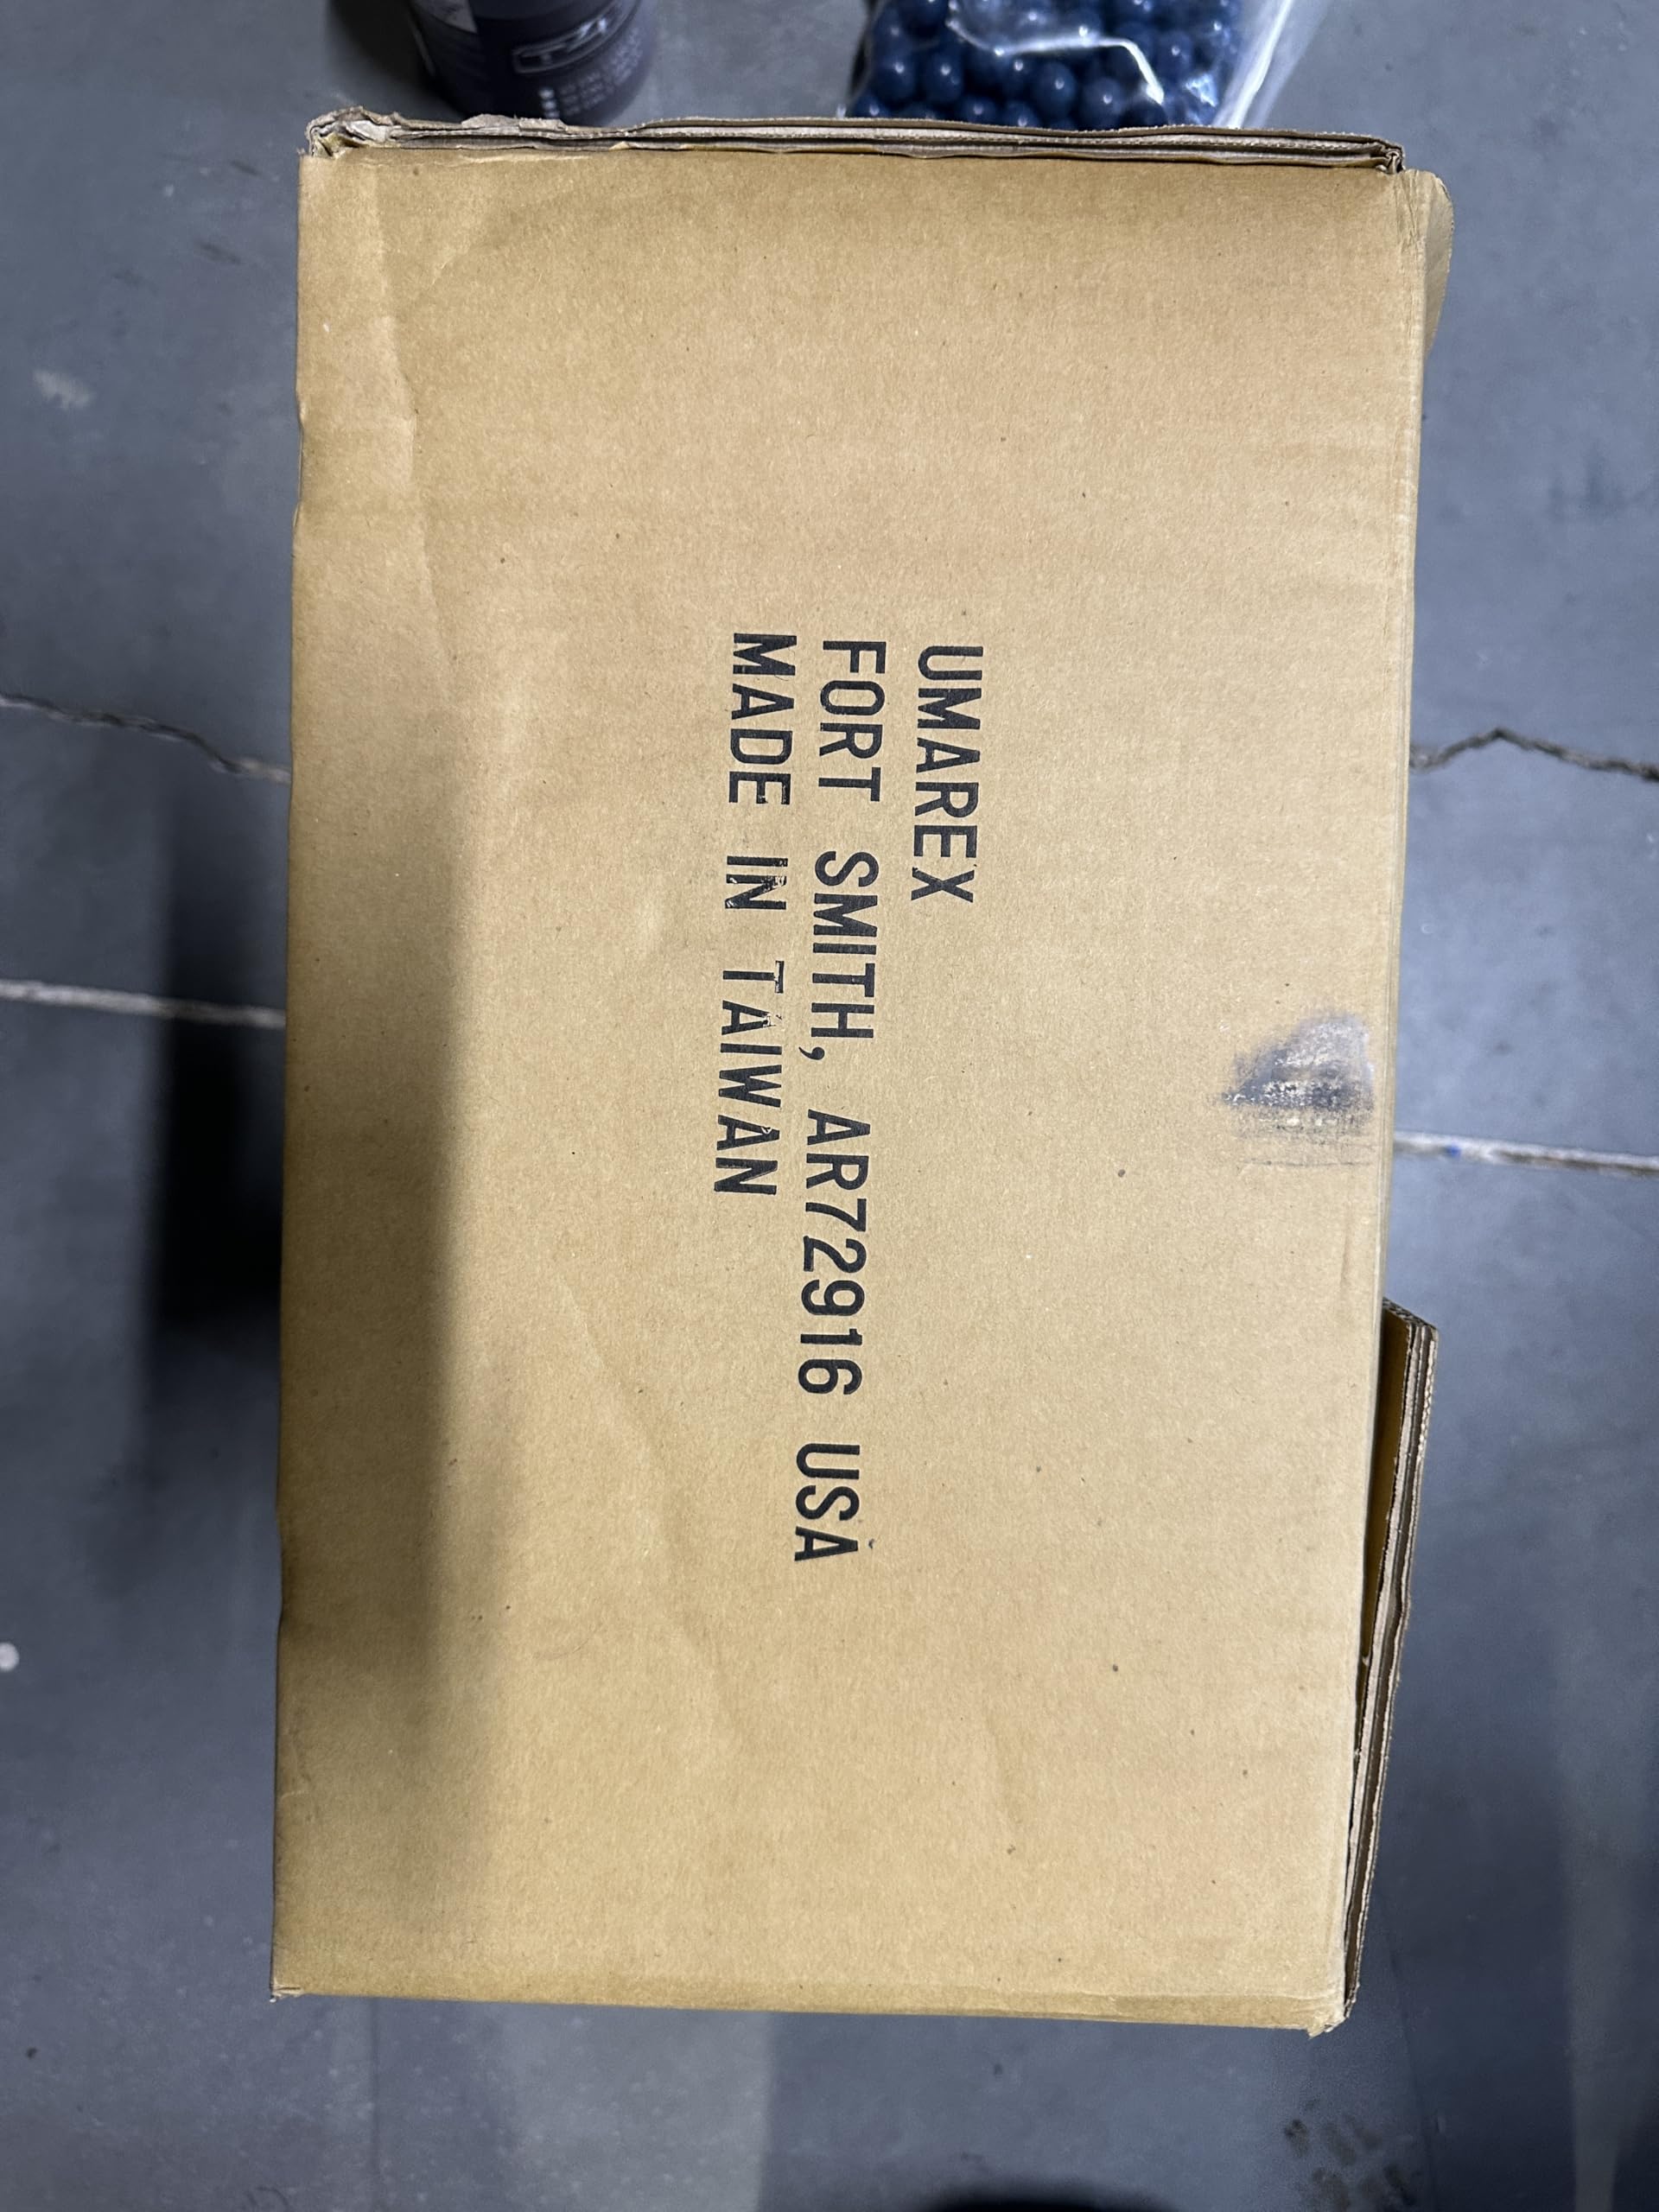 UMAREX
FORT SMITH, AR72916 USA
MADE IN TAIWAN